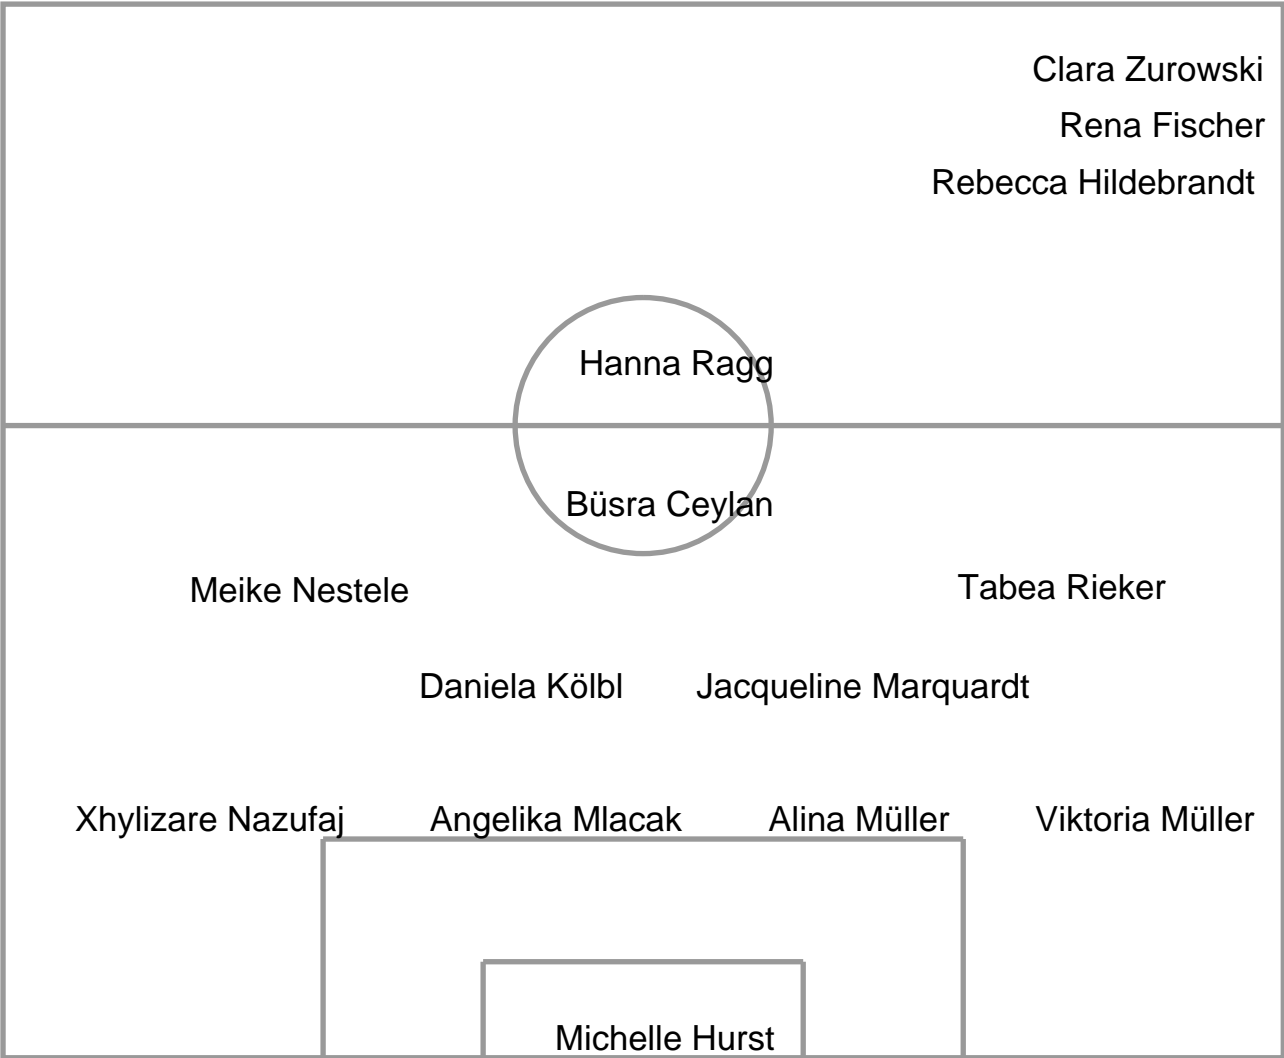 Clara Zurowski
Rena Fischer
Rebecca Hildebrandt
Hanna Ragg
Büsra Ceylan
Meike Nestele
Tabea Rieker
Daniela Kölbl
Jacqueline Marquardt
Xhylizare Nazufaj
Angelika Mlacak
Alina Müller
Viktoria Müller
Michelle Hurst